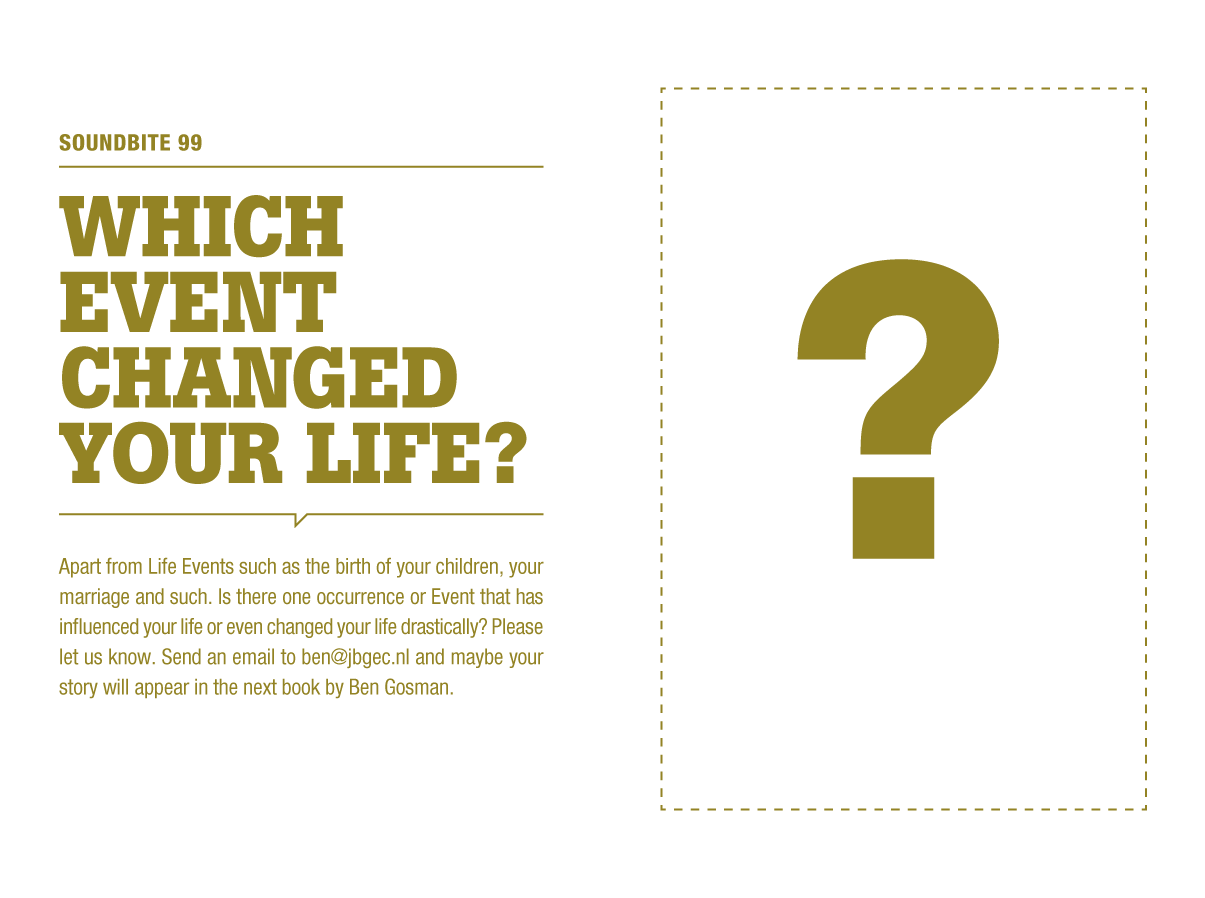 SOUNDBITE 99
WHICH
EVENT
CHANGED
YOUR LIFE?
Apart from Life Events such as the birth of your children, your
marriage and such. Is there one occurrence or Event that has
influenced your life or even changed your life drastically? Please
let us know. Send an email to ben@jbgec.nl and maybe your
story will appear in the next book by Ben Gosman.
?